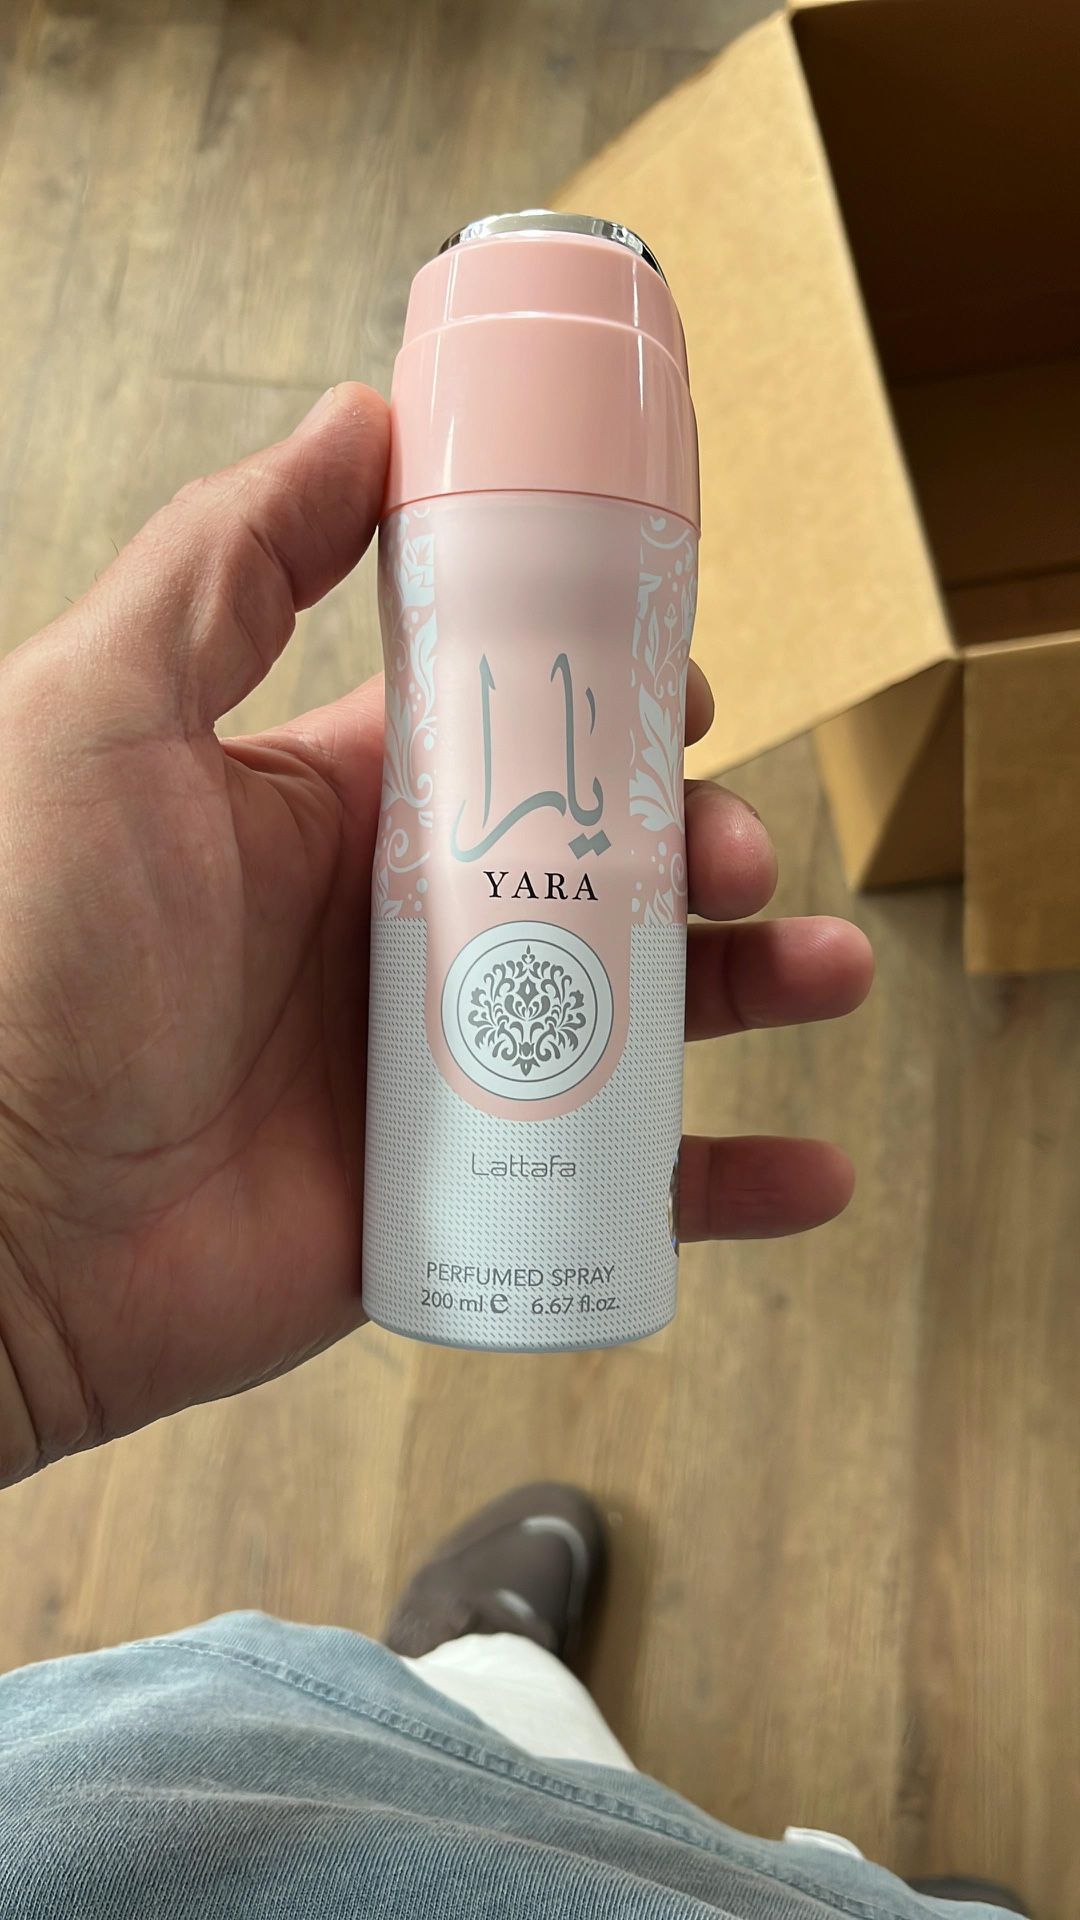 يارا
YARA
Lattafa
PERFUMED SPRAY
200 ml e 6.67 fl.oz.